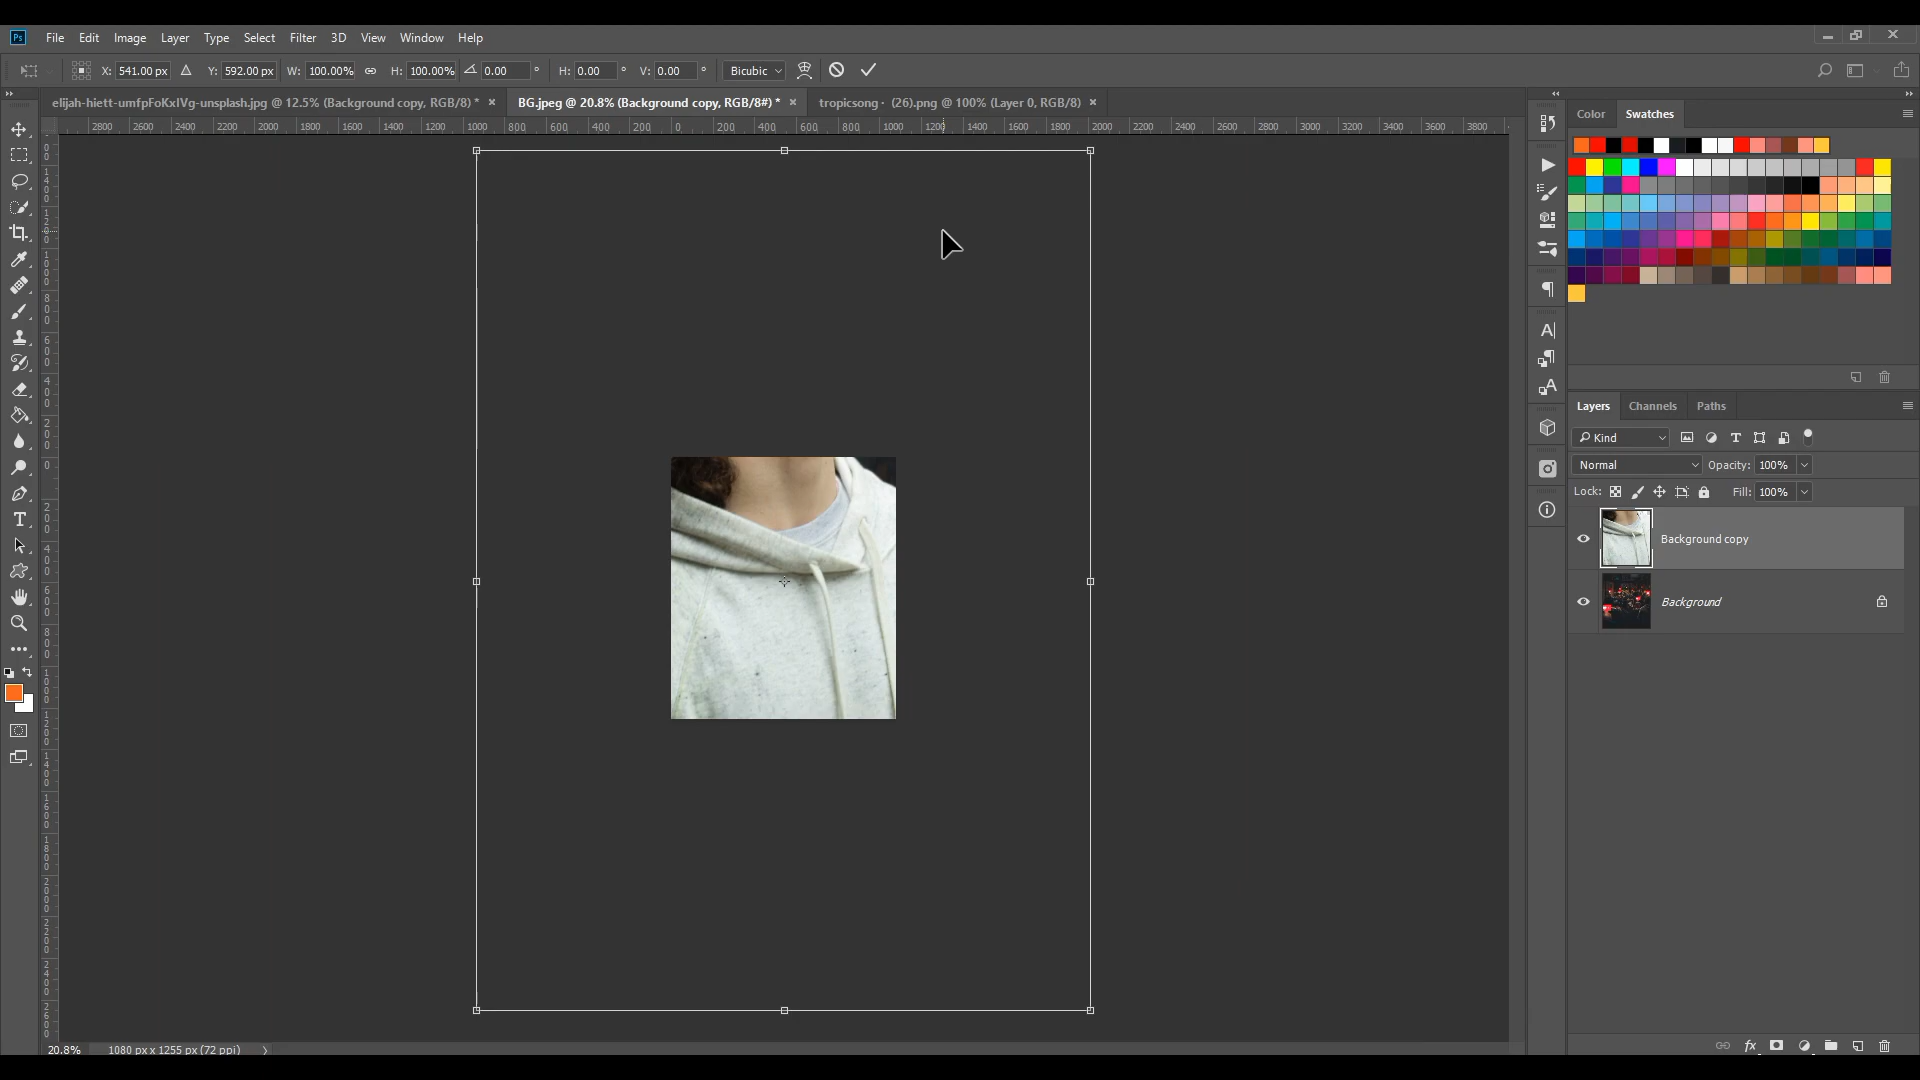 Ps File Edit Image Layer Type Select Filter 3D View Window Help
X: 541.00 px Y: 592.00 px W: 100.00% H: 100.00% 0.00 ° H: 0.00 ° V: 0.00 ° Bicubic
elijah-hiett-umfpFoKxIVg-unsplash.jpg @ 12.5% (Background copy, RGB/8) * × BG.jpeg @ 20.8% (Background copy, RGB/8#) * × tropicsong · (26).png @ 100% (Layer 0, RGB/8) ×
2800 2600 2400 2200 2000 1800 1600 1400 1200 1000 800 600 400 200 0 200 400 600 800 1000 1200 1400 1600 1800 2000 2200 2400 2600 2800 3000 3200 3400 3600 3800
Color Swatches
Layers Channels Paths
Kind
Normal Opacity: 100%
Lock: Fill: 100%
Background copy
Background
20.8% 1080 px x 1255 px (72 ppi)